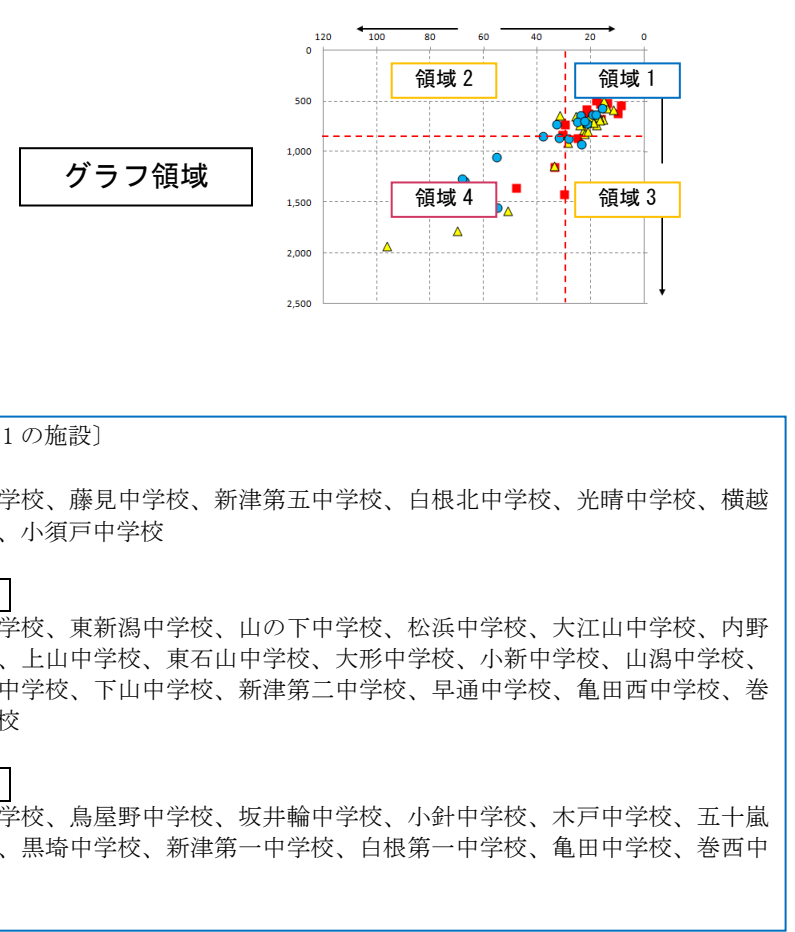 120 100 80 60 40 20 0
0
領域 2 領域 1
500
1,000
グラフ領域
領域 4 領域 3
1,500
2,000
2,500
1の施設〕
学校、藤見中学校、新津第五中学校、白根北中学校、光晴中学校、横越
、小須戸中学校
学校、東新潟中学校、山の下中学校、松浜中学校、大江山中学校、内野
、上山中学校、東石山中学校、大形中学校、小新中学校、山潟中学校、
中学校、下山中学校、新津第二中学校、早通中学校、亀田西中学校、巻
校
学校、鳥屋野中学校、坂井輪中学校、小針中学校、木戸中学校、五十嵐
、黒埼中学校、新津第一中学校、白根第一中学校、亀田中学校、巻西中